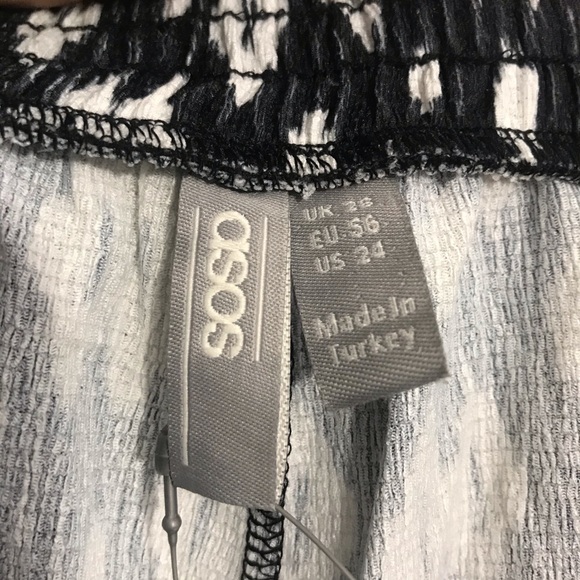 asos
UK 28
EU 56
US 24
Made In
Turkey